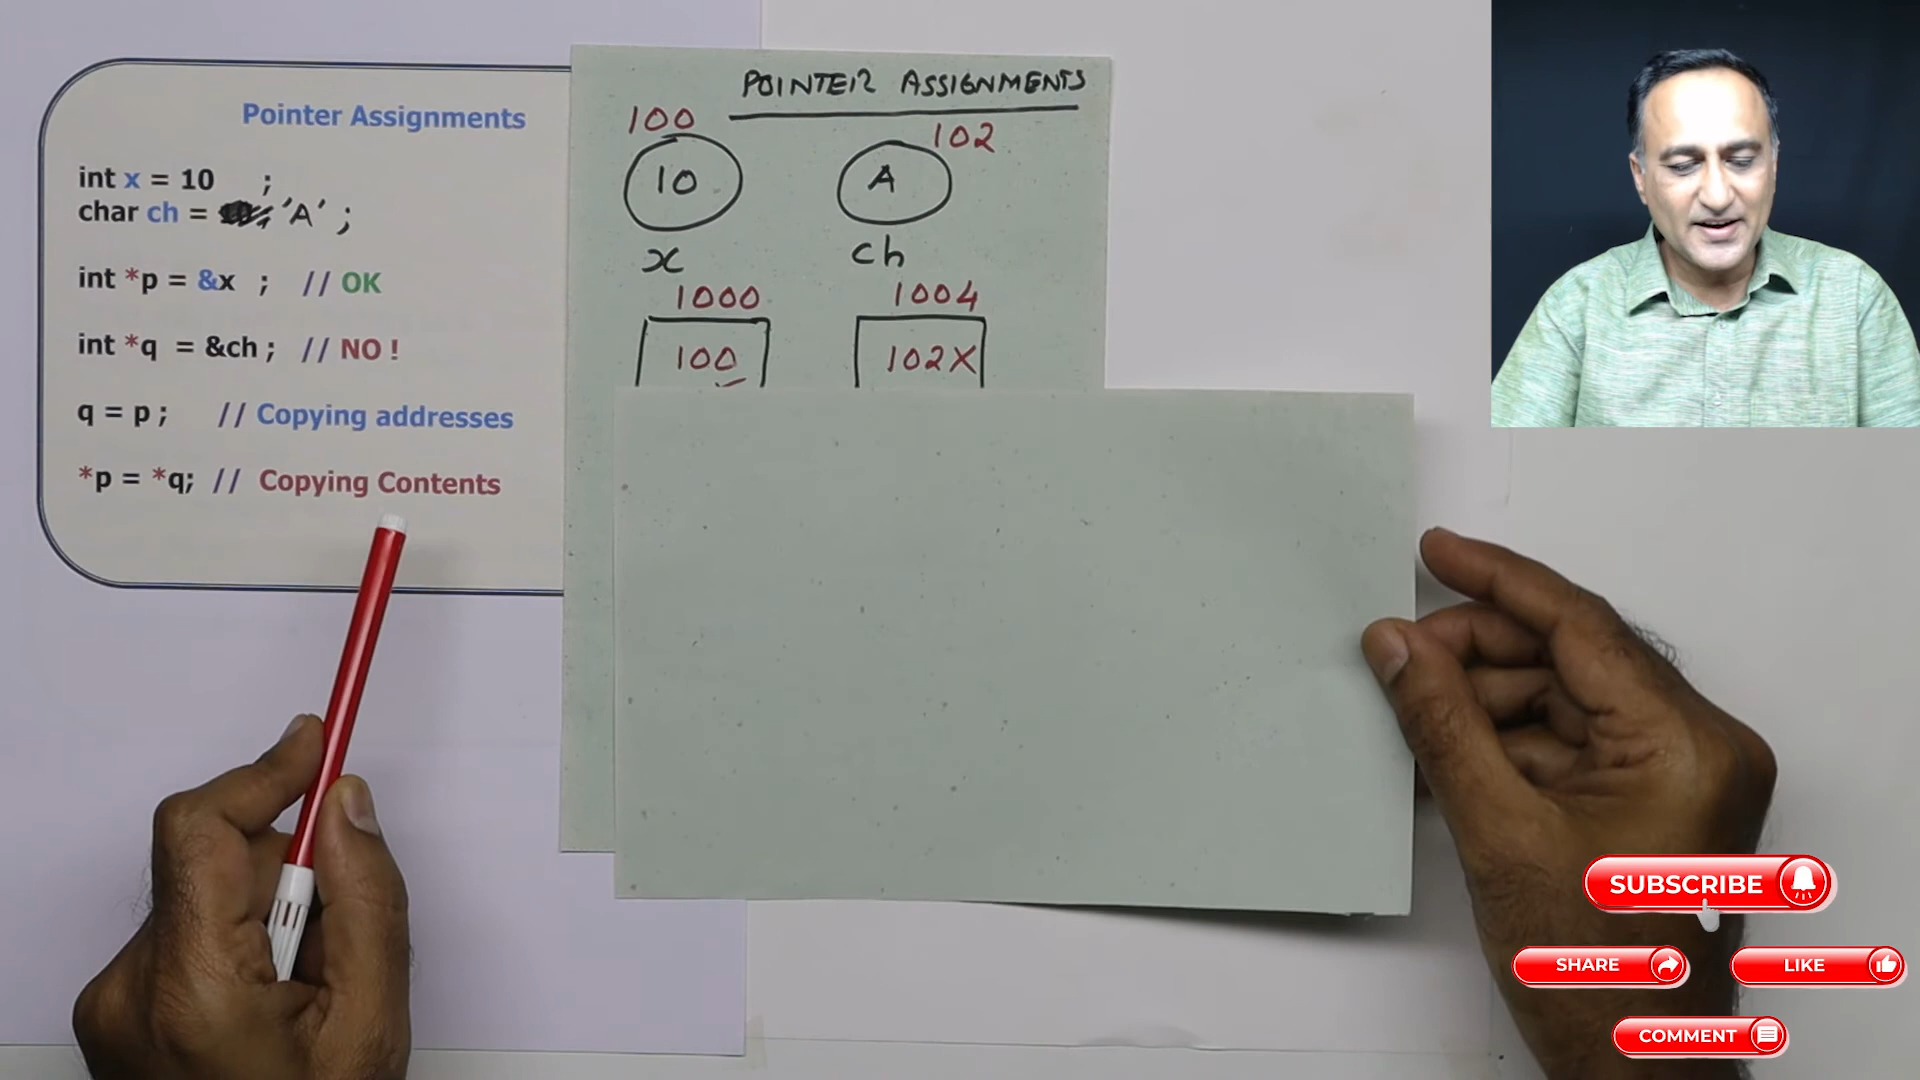 Pointer Assignments
int x = 10 ;
char ch = 'A' ;
int *p = &x ; // OK
int *q = &ch ; // NO !
q = p ; // Copying addresses
*p = *q; // Copying Contents
POINTER ASSIGNMENTS
100 102
10 A
x ch
1000 1004
100 102X
SUBSCRIBE
SHARE LIKE
COMMENT